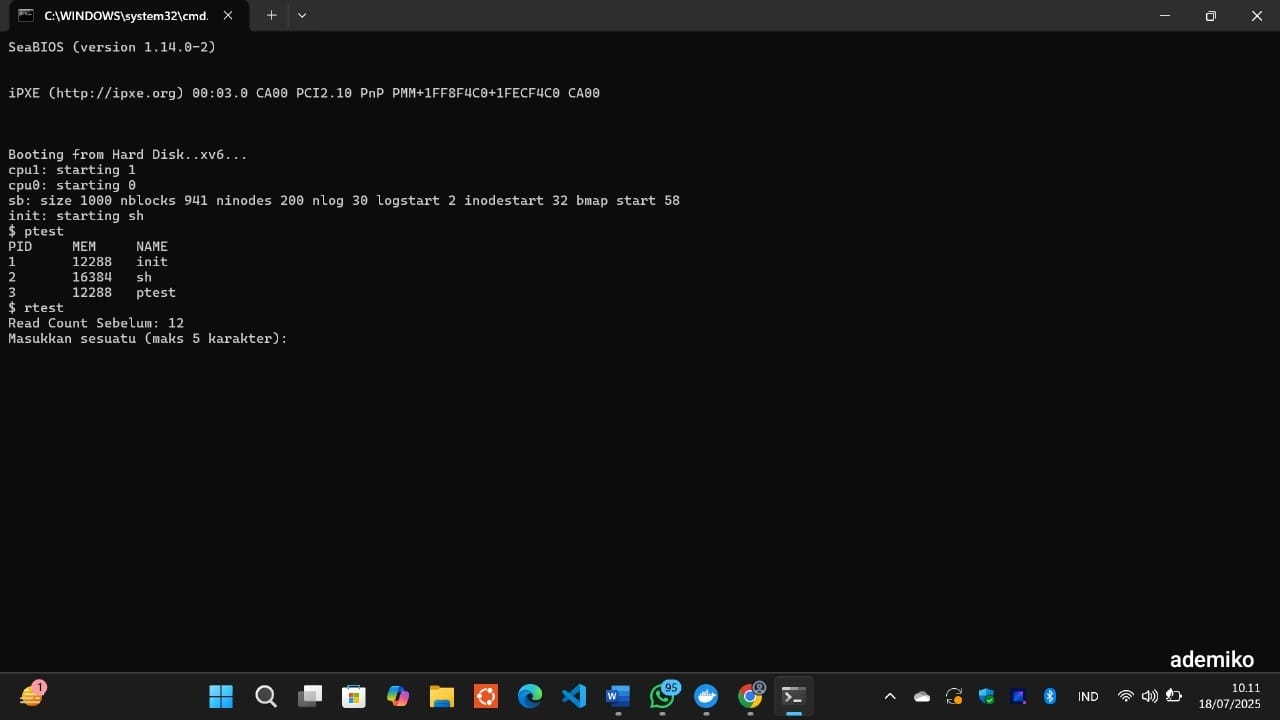 C:\WINDOWS\system32\cmd.
SeaBIOS (version 1.14.0-2)
iPXE (http://ipxe.org) 00:03.0 CA00 PCI2.10 PnP PMM+1FF8F4C0+1FECF4C0 CA00
Booting from Hard Disk..xv6...
cpu1: starting 1
cpu0: starting 0
sb: size 1000 nblocks 941 ninodes 200 nlog 30 logstart 2 inodestart 32 bmap start 58
init: starting sh
$ ptest
PID MEM NAME
1 12288 init
2 16384 sh
3 12288 ptest
$ rtest
Read Count Sebelum: 12
Masukkan sesuatu (maks 5 karakter):
ademiko
1
95
IND
10.11
18/07/2025